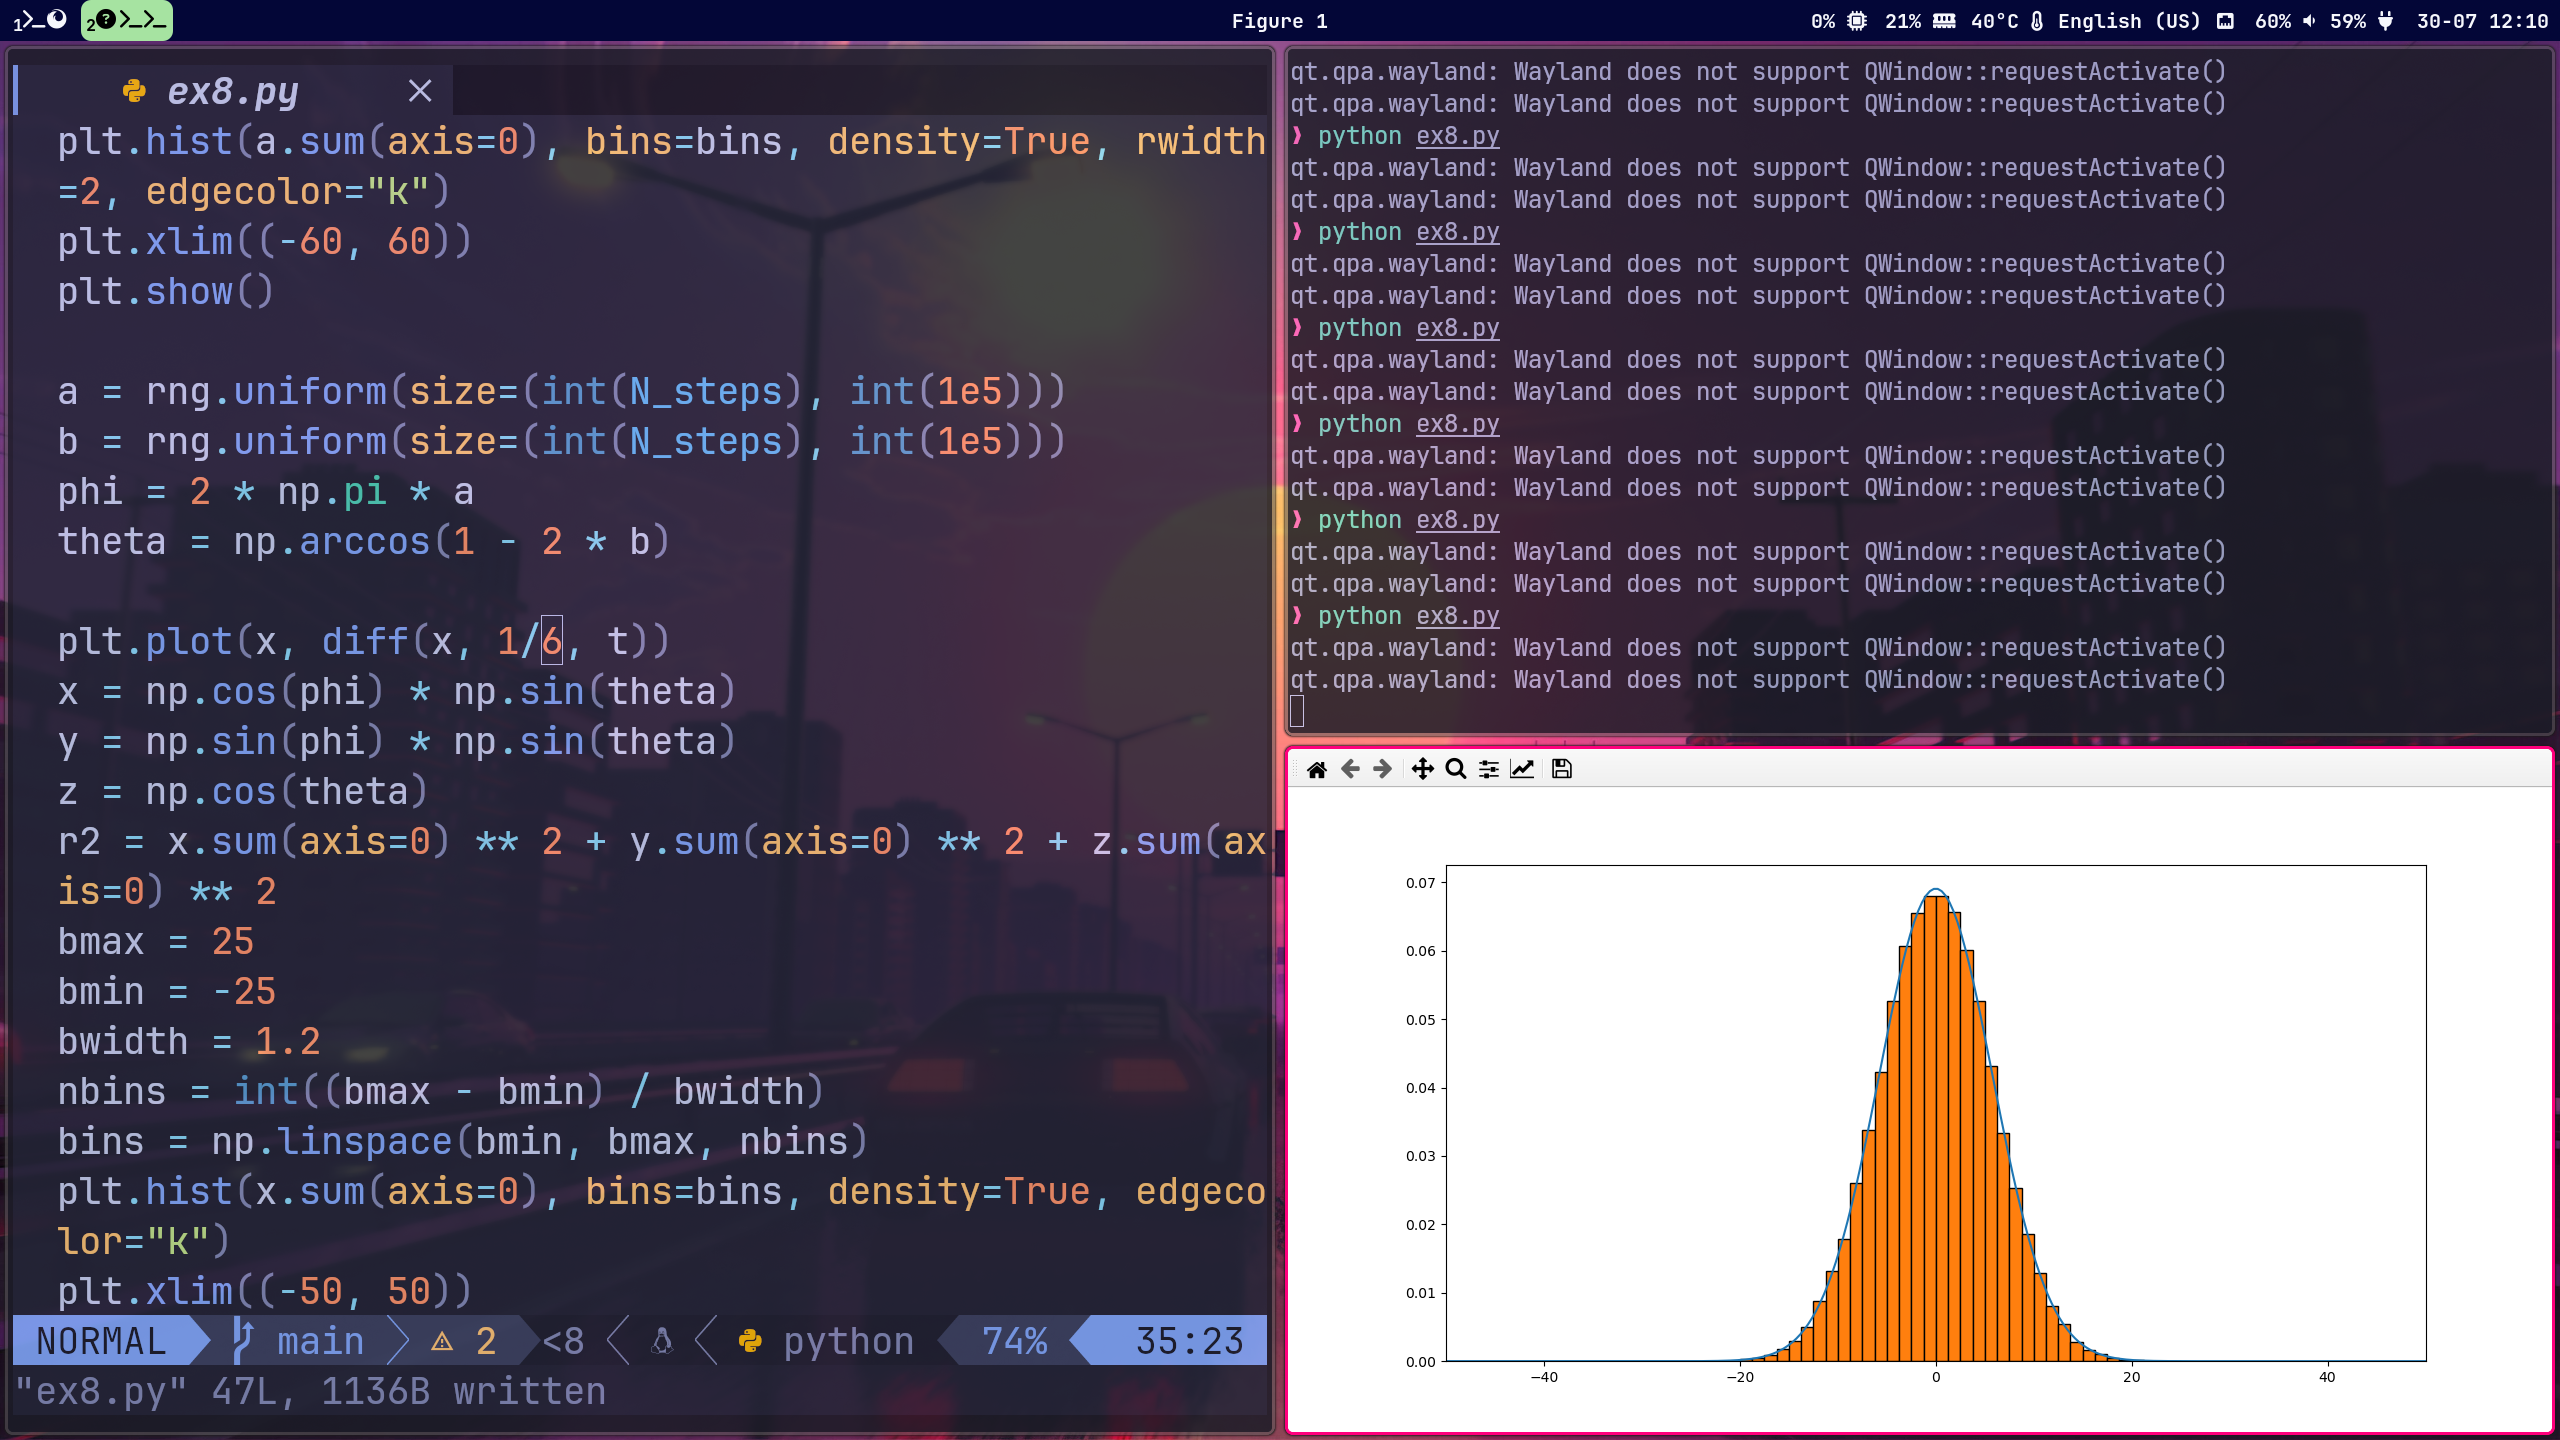 1
2
Figure 1
0% 21% 40°C English (US) 60% 59% 30-07 12:10
ex8.py
plt.hist(a.sum(axis=0), bins=bins, density=True, rwidth
=2, edgecolor="k")
plt.xlim((-60, 60))
plt.show()
a = rng.uniform(size=(int(N_steps), int(1e5)))
b = rng.uniform(size=(int(N_steps), int(1e5)))
phi = 2 * np.pi * a
theta = np.arccos(1 - 2 * b)
plt.plot(x, diff(x, 1/6, t))
x = np.cos(phi) * np.sin(theta)
y = np.sin(phi) * np.sin(theta)
z = np.cos(theta)
r2 = x.sum(axis=0) ** 2 + y.sum(axis=0) ** 2 + z.sum(ax
is=0) ** 2
bmax = 25
bmin = -25
bwidth = 1.2
nbins = int((bmax - bmin) / bwidth)
bins = np.linspace(bmin, bmax, nbins)
plt.hist(x.sum(axis=0), bins=bins, density=True, edgeco
lor="k")
plt.xlim((-50, 50))
NORMAL main 2 <8 python 74% 35:23
"ex8.py" 47L, 1136B written
qt.qpa.wayland: Wayland does not support QWindow::requestActivate()
qt.qpa.wayland: Wayland does not support QWindow::requestActivate()
❱ python ex8.py
qt.qpa.wayland: Wayland does not support QWindow::requestActivate()
qt.qpa.wayland: Wayland does not support QWindow::requestActivate()
❱ python ex8.py
qt.qpa.wayland: Wayland does not support QWindow::requestActivate()
qt.qpa.wayland: Wayland does not support QWindow::requestActivate()
❱ python ex8.py
qt.qpa.wayland: Wayland does not support QWindow::requestActivate()
qt.qpa.wayland: Wayland does not support QWindow::requestActivate()
❱ python ex8.py
qt.qpa.wayland: Wayland does not support QWindow::requestActivate()
qt.qpa.wayland: Wayland does not support QWindow::requestActivate()
❱ python ex8.py
qt.qpa.wayland: Wayland does not support QWindow::requestActivate()
qt.qpa.wayland: Wayland does not support QWindow::requestActivate()
❱ python ex8.py
qt.qpa.wayland: Wayland does not support QWindow::requestActivate()
qt.qpa.wayland: Wayland does not support QWindow::requestActivate()
0.07
0.06
0.05
0.04
0.03
0.02
0.01
0.00
−40 −20 0 20 40